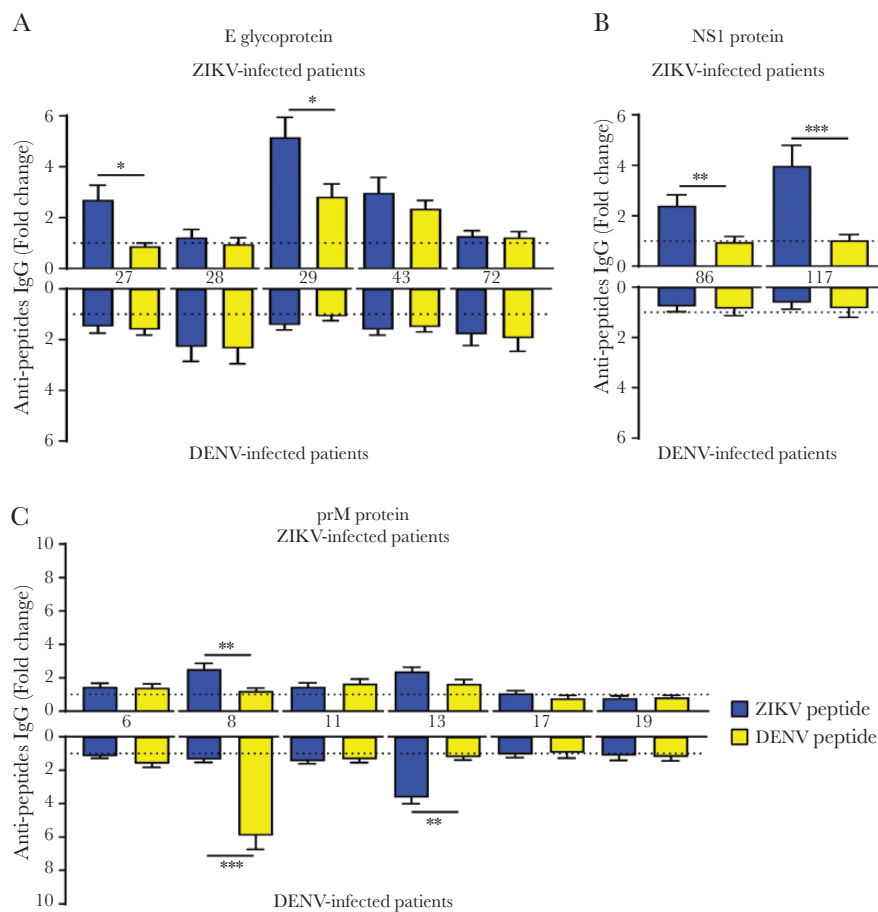 A
E glycoprotein
ZIKV-infected patients
Anti-peptides IgG (Fold change)
6
4
2
0
*
*
27 28 29 43 72
0
2
4
6
DENV-infected patients
B
NS1 protein
ZIKV-infected patients
Anti-peptides IgG (Fold change)
6
4
2
0
**
***
86 117
0
2
4
6
DENV-infected patients
C
prM protein
ZIKV-infected patients
Anti-peptides IgG (Fold change)
10
8
6
4
2
0
**
6 8 11 13 17 19
0
2
4
6
8
10
***
**
DENV-infected patients
ZIKV peptide
DENV peptide